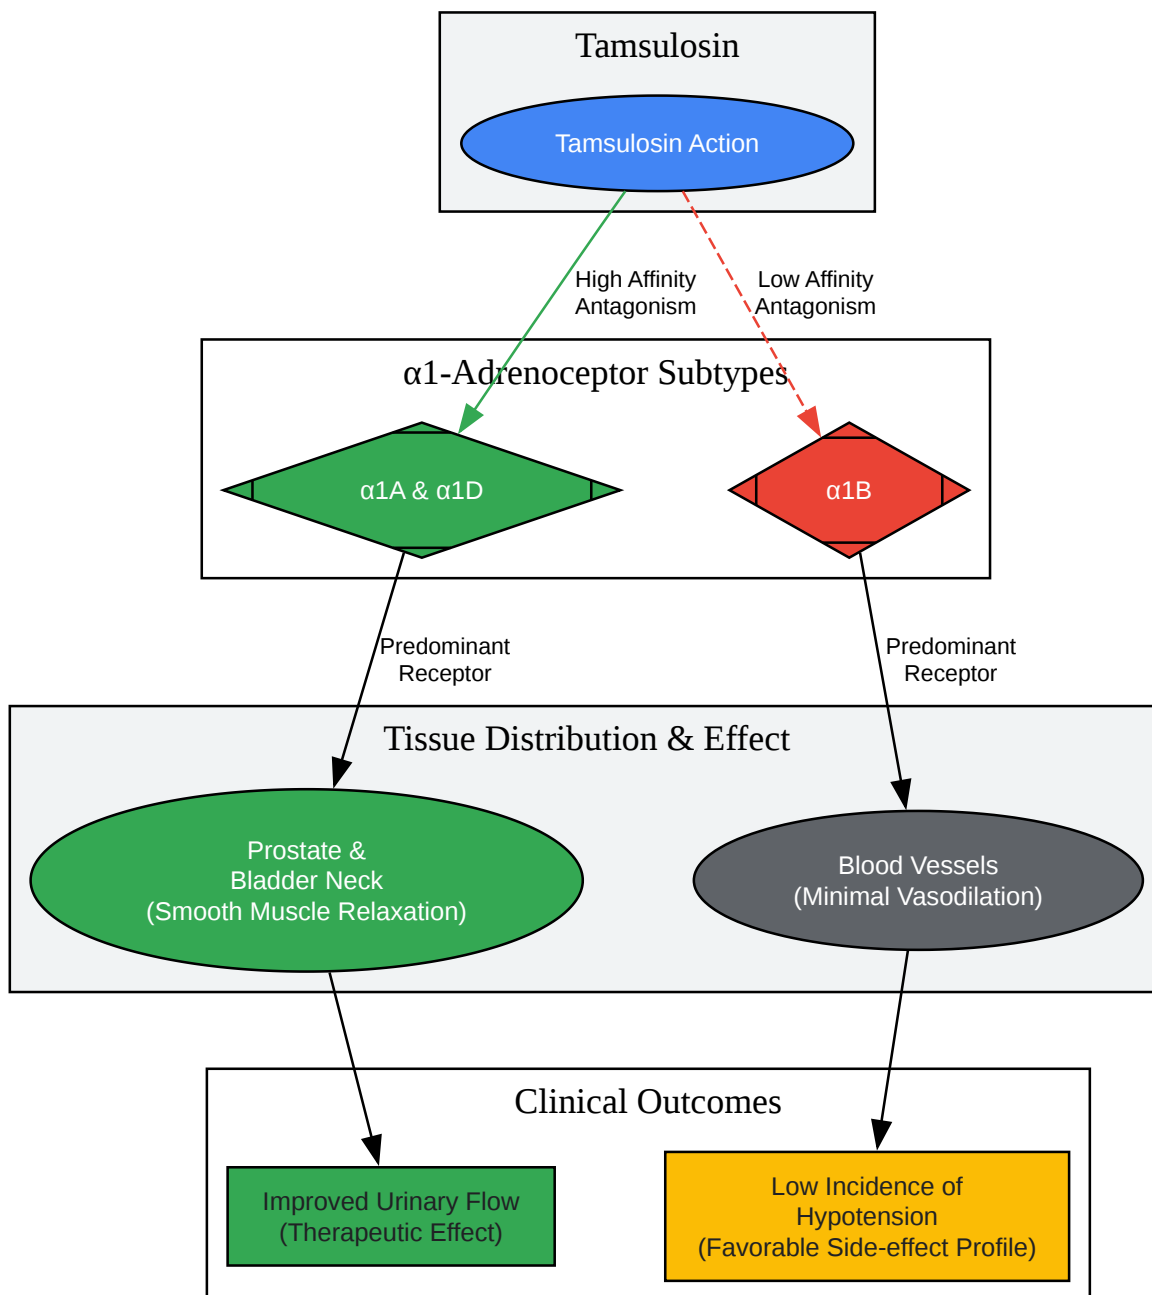 Tamsulosin
Tamsulosin Action
High Affinity
Antagonism
Low Affinity
Antagonism
α1-Adrenoceptor Subtypes
α1A & α1D
α1B
Predominant
Receptor
Predominant
Receptor
Tissue Distribution & Effect
Prostate &
Bladder Neck
(Smooth Muscle Relaxation)
Blood Vessels
(Minimal Vasodilation)
Clinical Outcomes
Improved Urinary Flow
(Therapeutic Effect)
Low Incidence of
Hypotension
(Favorable Side-effect Profile)